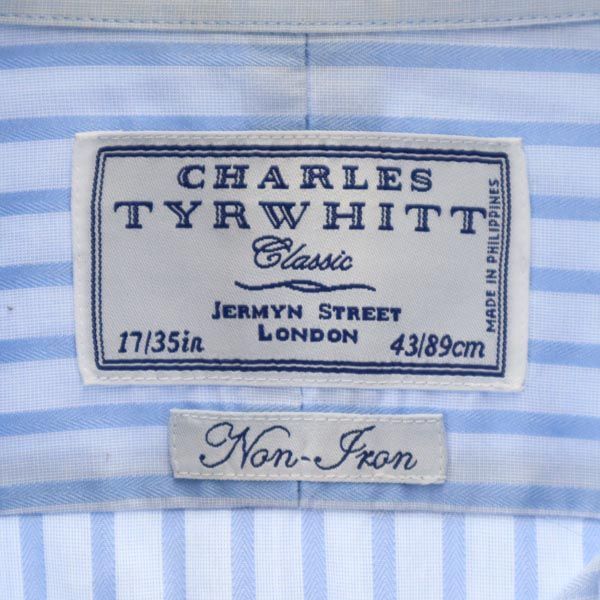 CHARLES
TYRWHITT
Classic
JERMYN STREET
LONDON
17/35in
43/89cm
MADE IN PHILIPPINES
Non-Iron